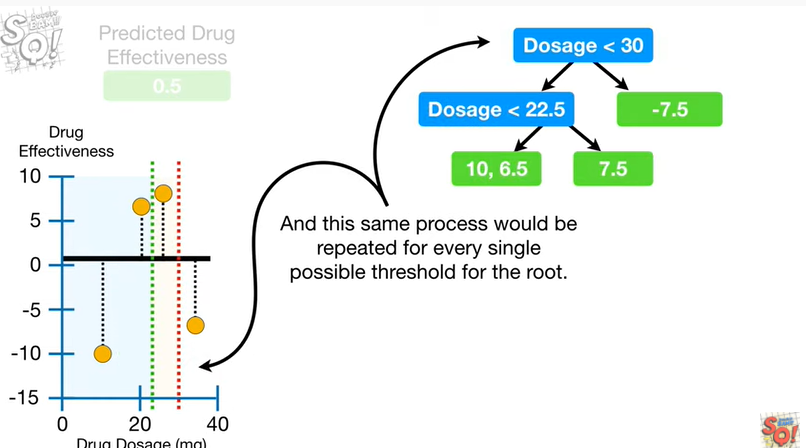 SQ!
Predicted Drug
Effectiveness
0.5
Drug
Effectiveness
10
5
0
-5
-10
-15
0
20
40
Drug Dosage (mg)
Dosage < 30
Dosage < 22.5
-7.5
10, 6.5
7.5
And this same process would be
repeated for every single
possible threshold for the root.
SQ!